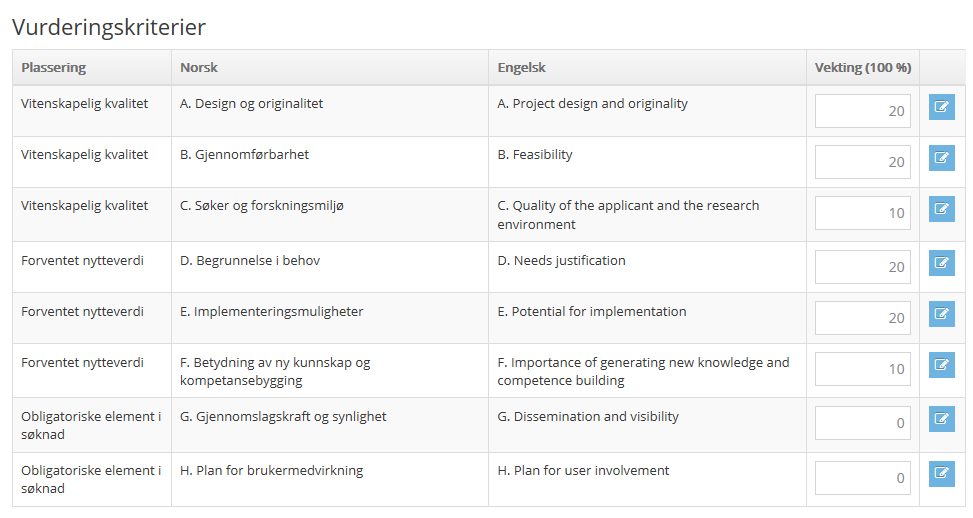 Vurderingskriterier
Plassering Norsk Engelsk Vekting (100 %)
Vitenskapelig kvalitet A. Design og originalitet A. Project design and originality 20
Vitenskapelig kvalitet B. Gjennomførbarhet B. Feasibility 20
Vitenskapelig kvalitet C. Søker og forskningsmiljø C. Quality of the applicant and the research
environment 10
Forventet nytteverdi D. Begrunnelse i behov D. Needs justification 20
Forventet nytteverdi E. Implementeringsmuligheter E. Potential for implementation 20
Forventet nytteverdi F. Betydning av ny kunnskap og F. Importance of generating new knowledge and
kompetansebygging competence building 10
Obligatoriske element i G. Gjennomslagskraft og synlighet G. Dissemination and visibility
søknad 0
Obligatoriske element i H. Plan for brukermedvirkning H. Plan for user involvement
søknad 0